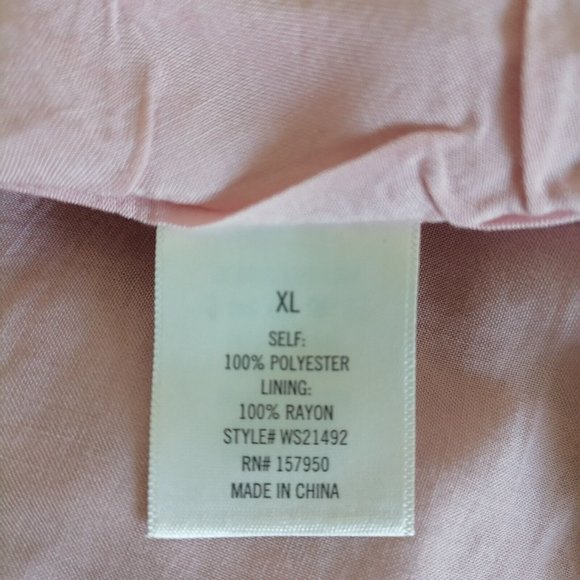 XL
SELF:
100% POLYESTER
LINING:
100% RAYON
STYLE# WS21492
RN# 157950
MADE IN CHINA